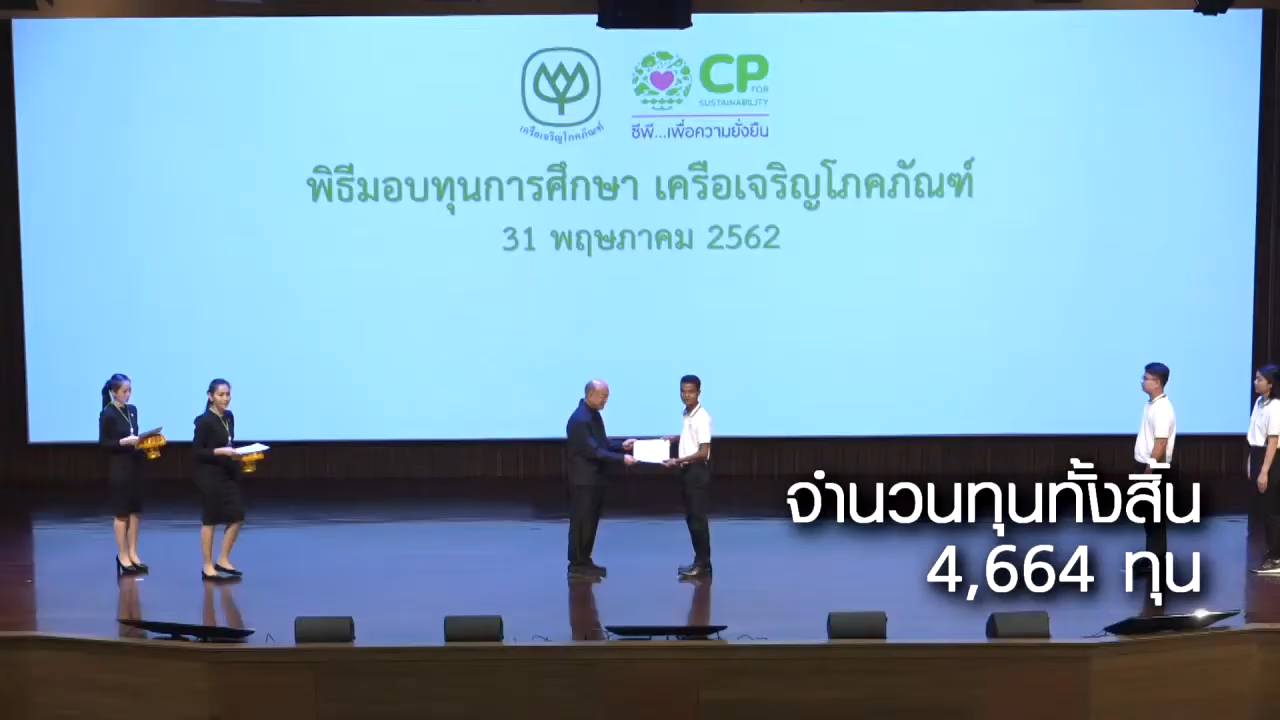 เครือเจริญโภคภัณฑ์
CP
FOR
SUSTAINABILITY
ซีพี...เพื่อความยั่งยืน
พิธีมอบทุนการศึกษา เครือเจริญโภคภัณฑ์
31 พฤษภาคม 2562
จำนวนทุนทั้งสิ้น
4,664 ทุน